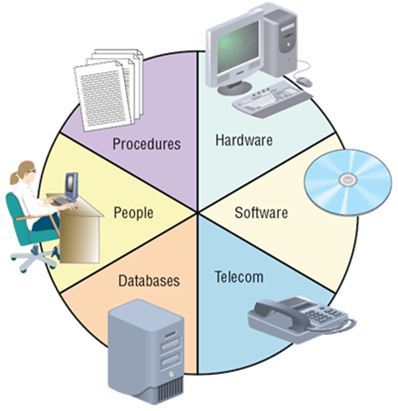 Procedures
Hardware
People
Software
Databases
Telecom